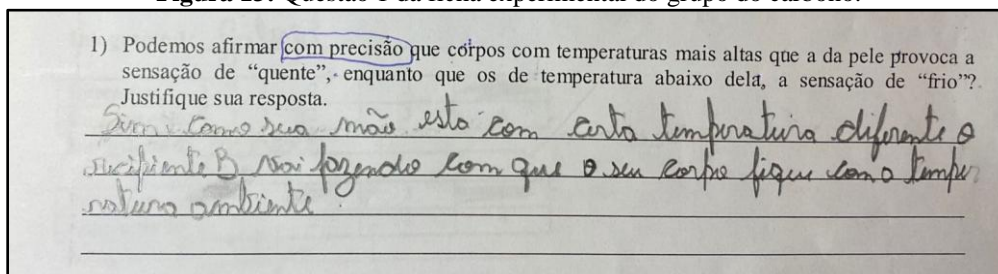 Figura 13: Questão 1 da ficha experimental do grupo do carbono.
1) Podemos afirmar com precisão que corpos com temperaturas mais altas que a da pele provoca a
sensação de “quente”, enquanto que os de temperatura abaixo dela, a sensação de “frio”?
Justifique sua resposta.
Sim, como sua mão esta com certa temperatura diferente o
recipiente B vai fazendo com que o seu corpo fique com o tempe
ratura ambiente.